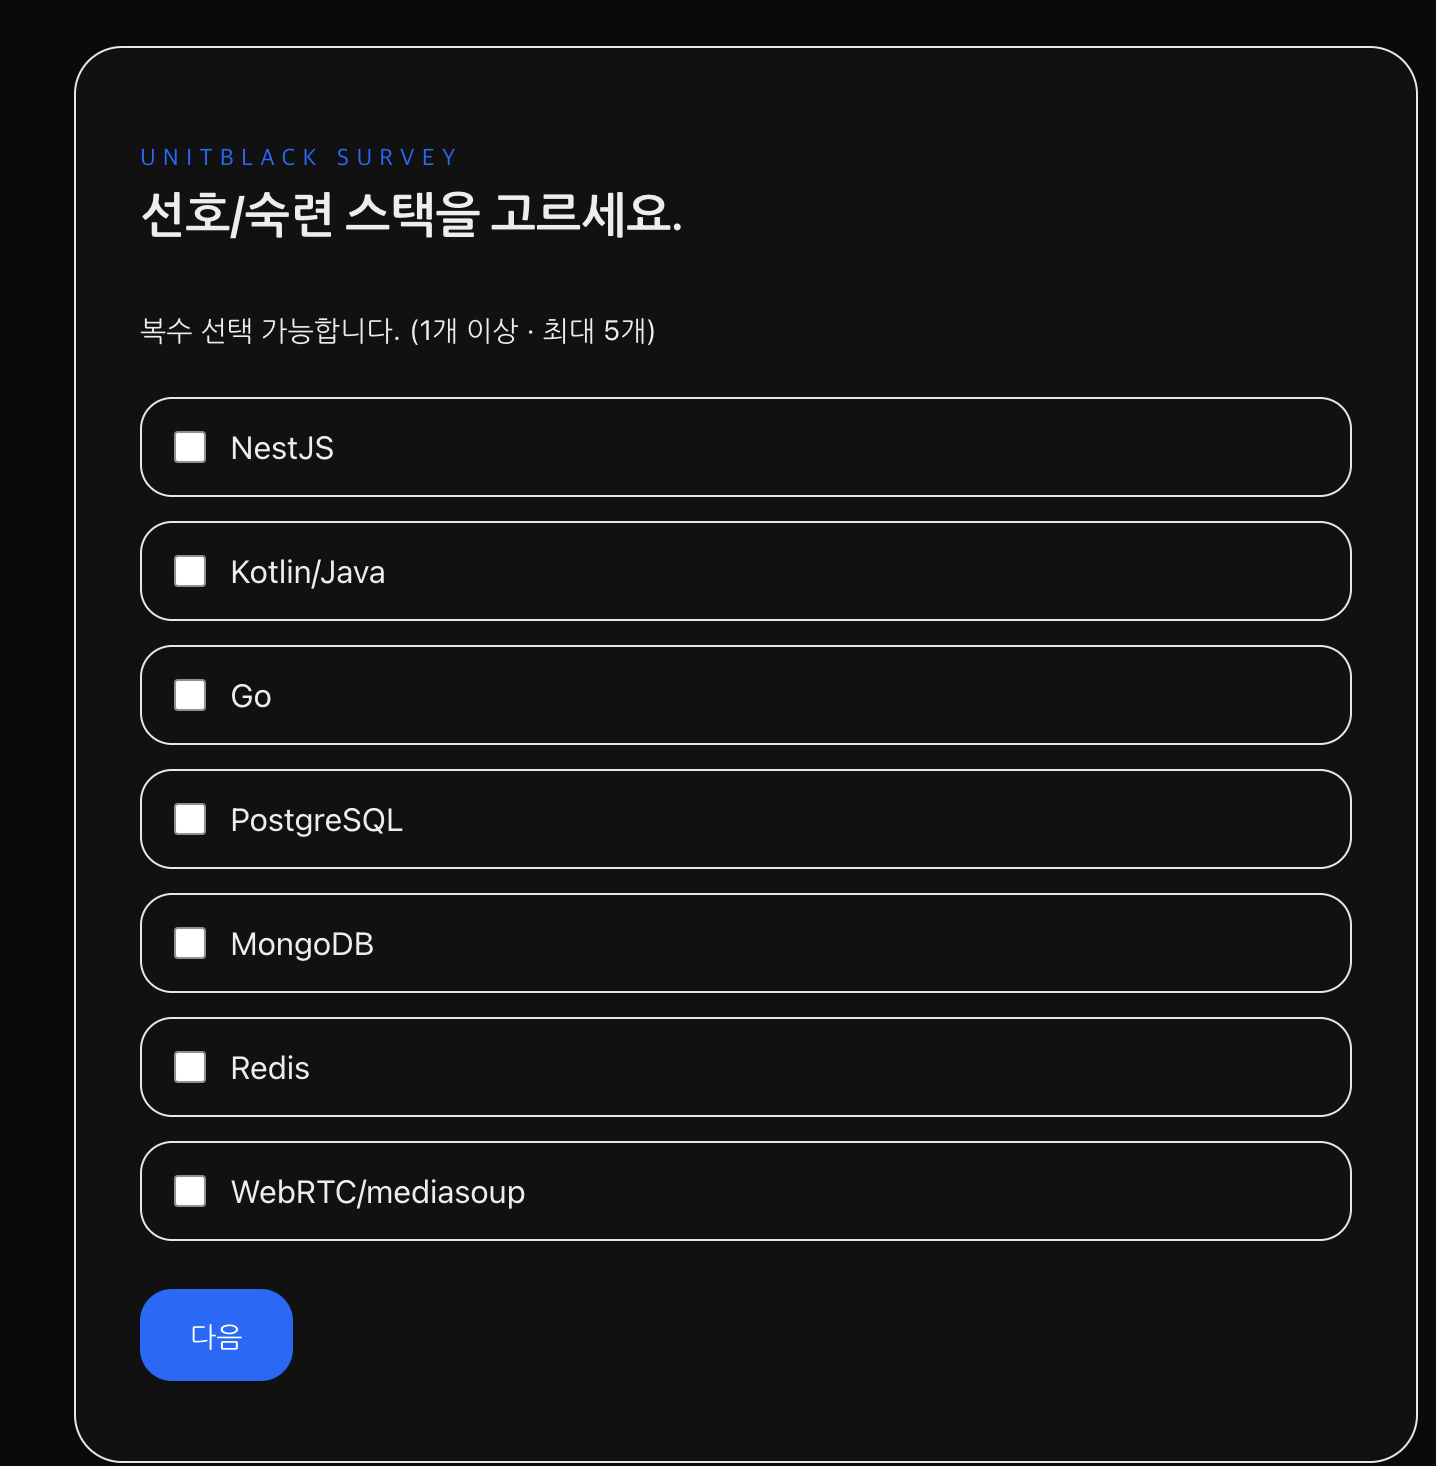 UNITBLACK SURVEY
선호/숙련 스택을 고르세요.
복수 선택 가능합니다. (1개 이상 · 최대 5개)
NestJS
Kotlin/Java
Go
PostgreSQL
MongoDB
Redis
WebRTC/mediasoup
다음